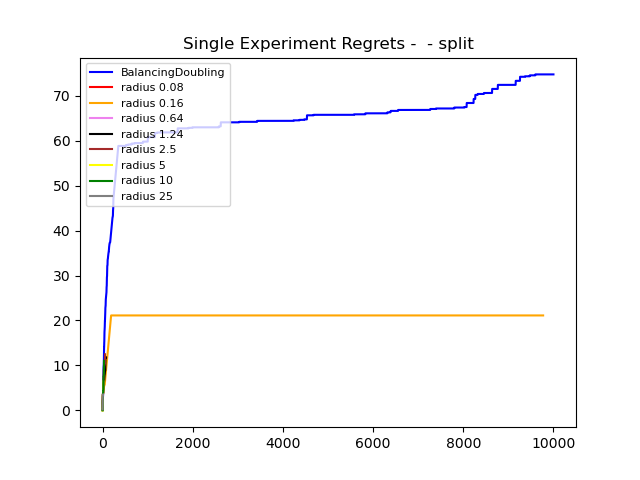 Single Experiment Regrets -  - split
BalancingDoubling
radius 0.08
radius 0.16
radius 0.64
radius 1.24
radius 2.5
radius 5
radius 10
radius 25
70
60
50
40
30
20
10
0
0 2000 4000 6000 8000 10000